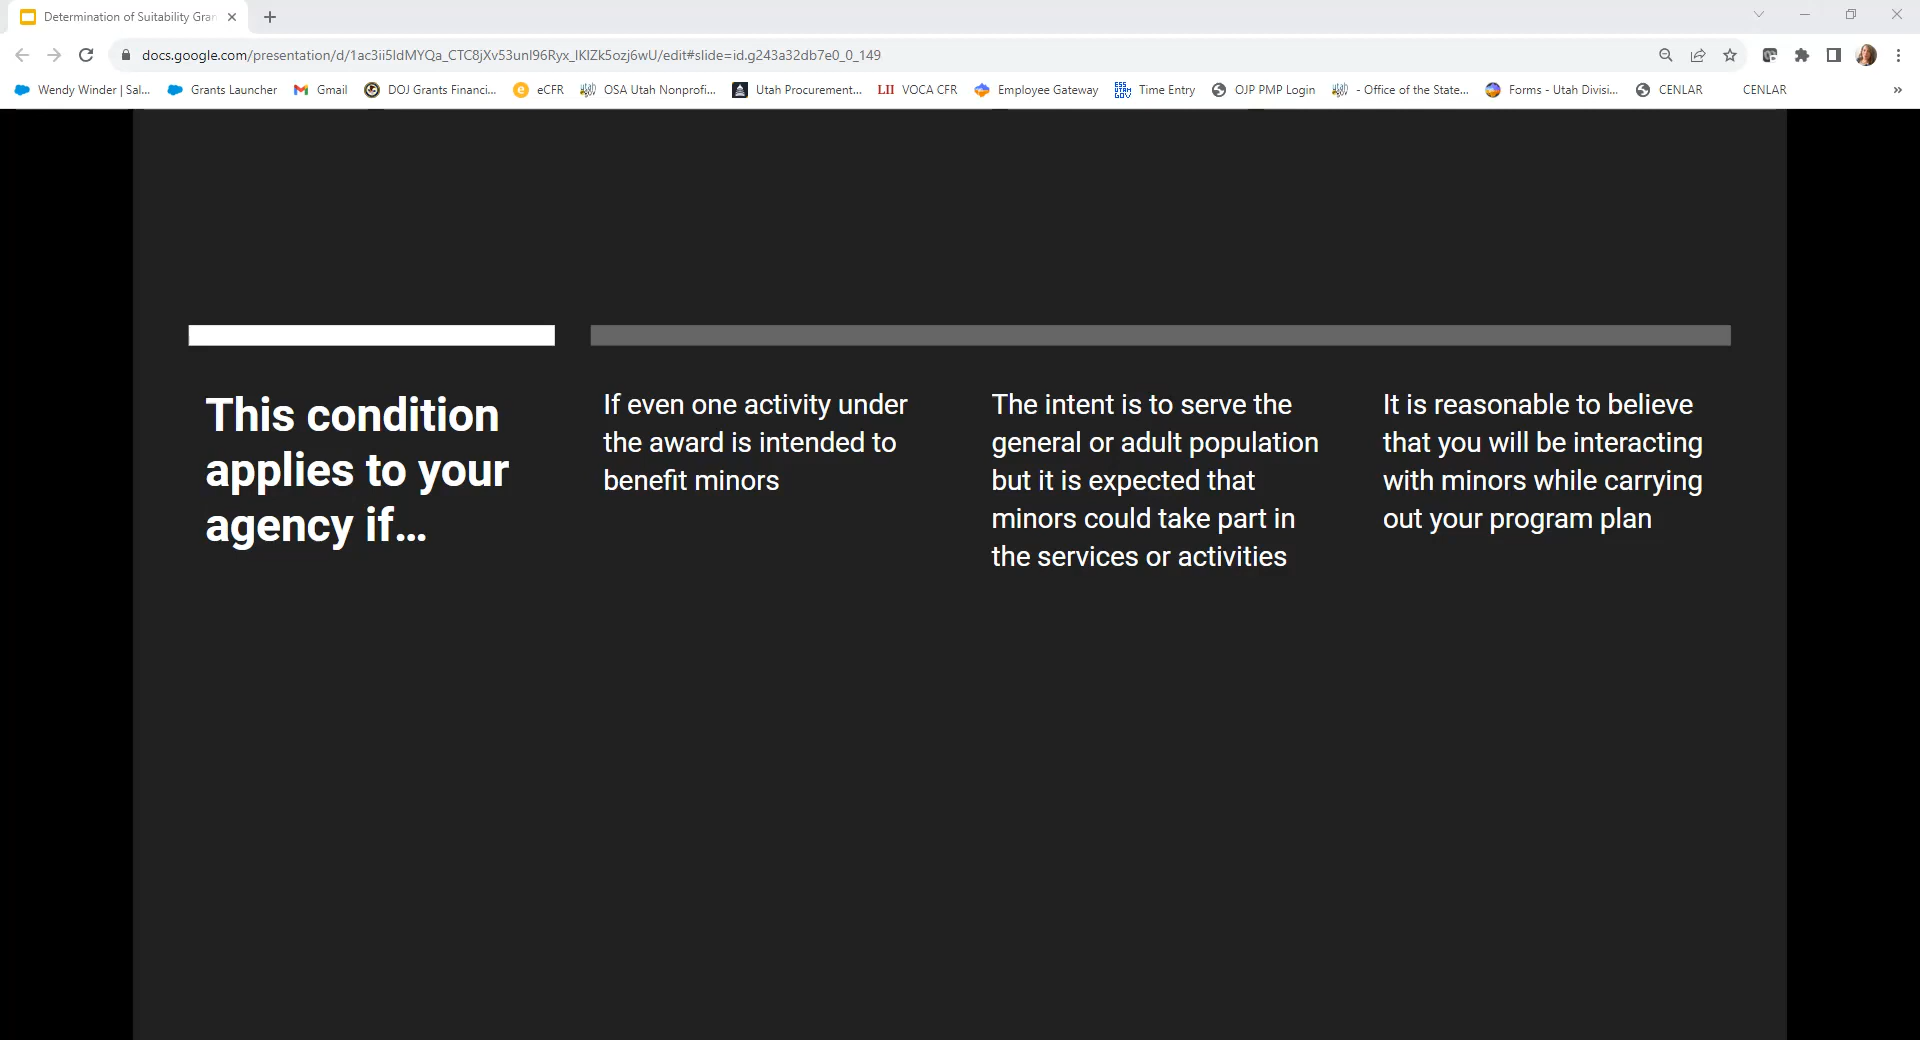 Determination of Suitability Gran
docs.google.com/presentation/d/1ac3ii5IdMYQa_CTC8jXv53unI96Ryx_IKIZk5ozj6wU/edit#slide=id.g243a32db7e0_0_149
Wendy Winder | Sal... Grants Launcher Gmail DOJ Grants Financi... eCFR OSA Utah Nonprofi... Utah Procurement... LII VOCA CFR Employee Gateway Time Entry OJP PMP Login - Office of the State... Forms - Utah Divisi... CENLAR CENLAR »
This condition
applies to your
agency if...
If even one activity under
the award is intended to
benefit minors
The intent is to serve the
general or adult population
but it is expected that
minors could take part in
the services or activities
It is reasonable to believe
that you will be interacting
with minors while carrying
out your program plan